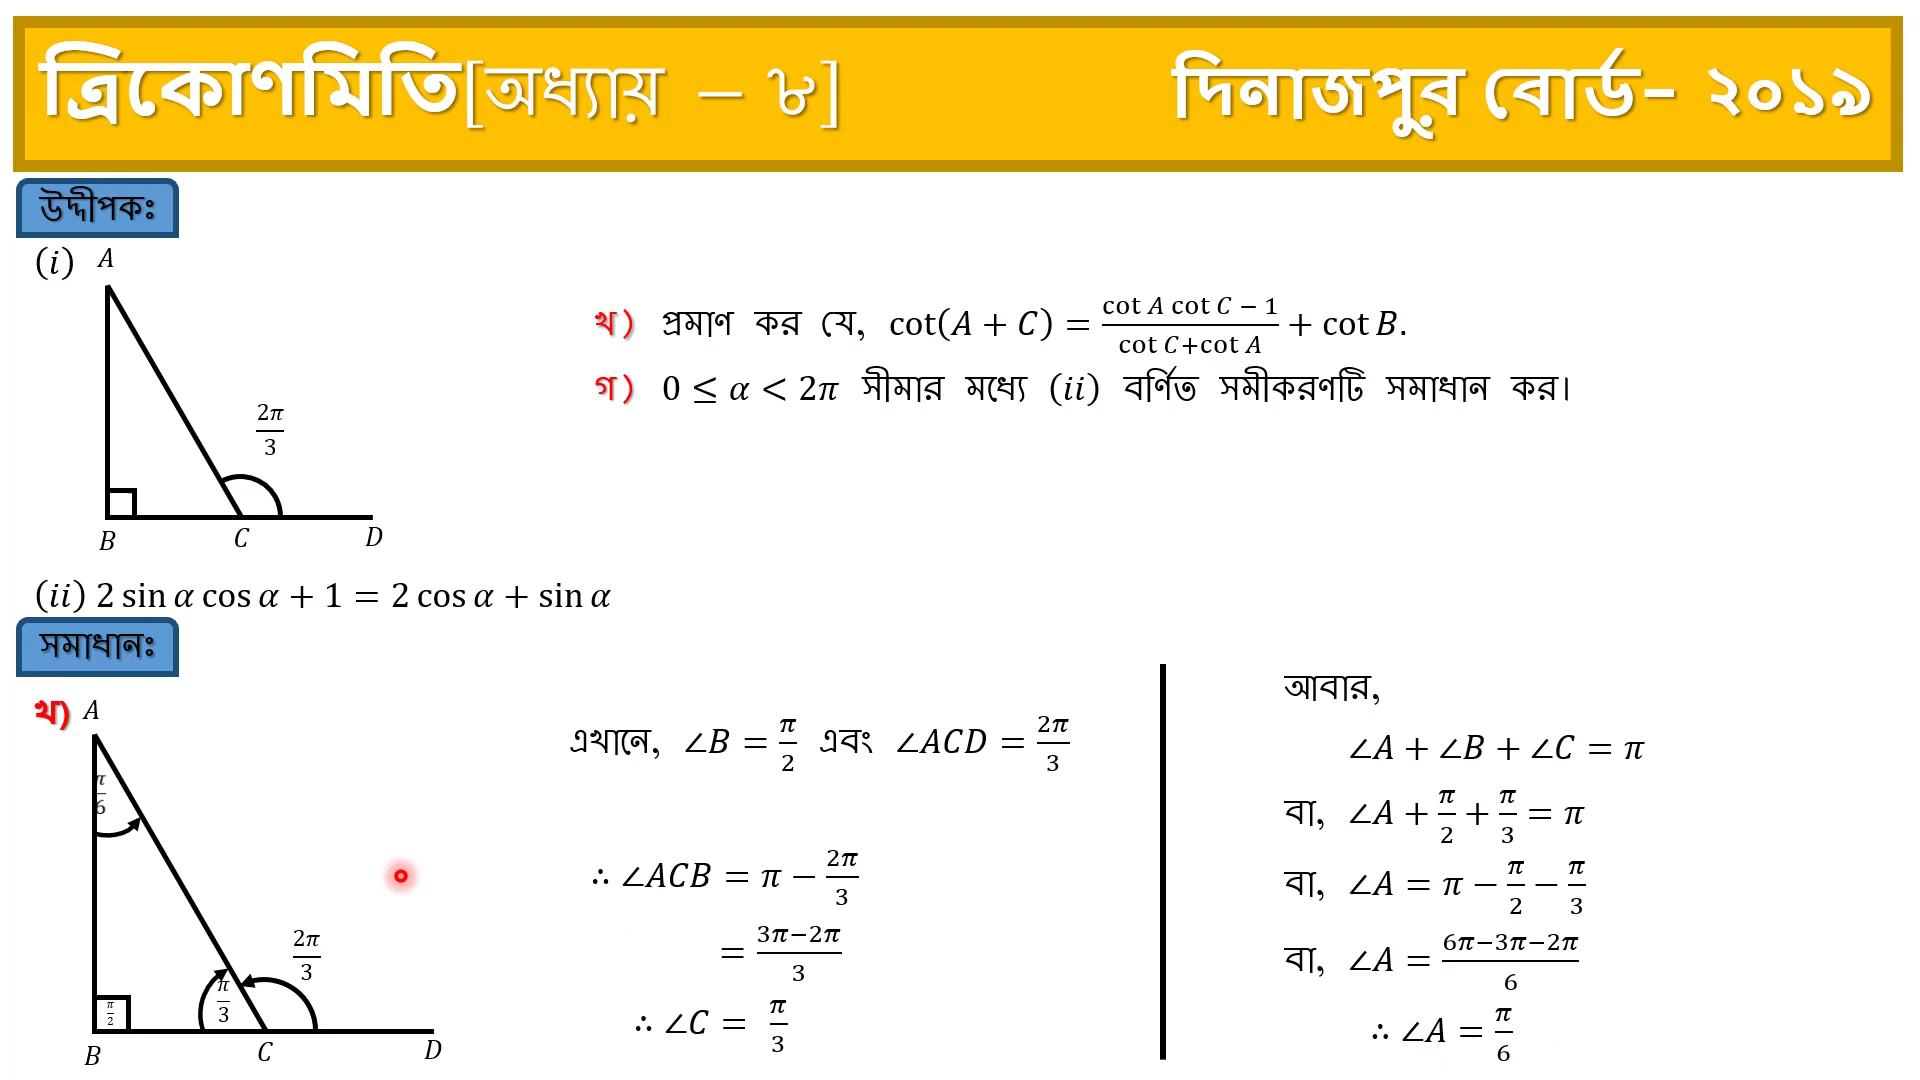 ত্রিকোণমিতি[অধ্যায় – ৮] দিনাজপুর বোর্ড– ২০১৯
উদ্দীপকঃ
(i) A
2π/3
B C D
খ) প্রমাণ কর যে, cot(A + C) = (cot A cot C − 1)/(cot C+cot A) + cot B.
গ) 0 ≤ α < 2π সীমার মধ্যে (ii) বর্ণিত সমীকরণটি সমাধান কর।
(ii) 2 sin α cos α + 1 = 2 cos α + sin α
সমাধানঃ
খ) A
π/6
2π/3
π/2 π/3
B C D
এখানে, ∠B = π/2 এবং ∠ACD = 2π/3
∴ ∠ACB = π − 2π/3
= (3π−2π)/3
∴ ∠C = π/3
আবার,
∠A + ∠B + ∠C = π
বা, ∠A + π/2 + π/3 = π
বা, ∠A = π − π/2 − π/3
বা, ∠A = (6π−3π−2π)/6
∴ ∠A = π/6